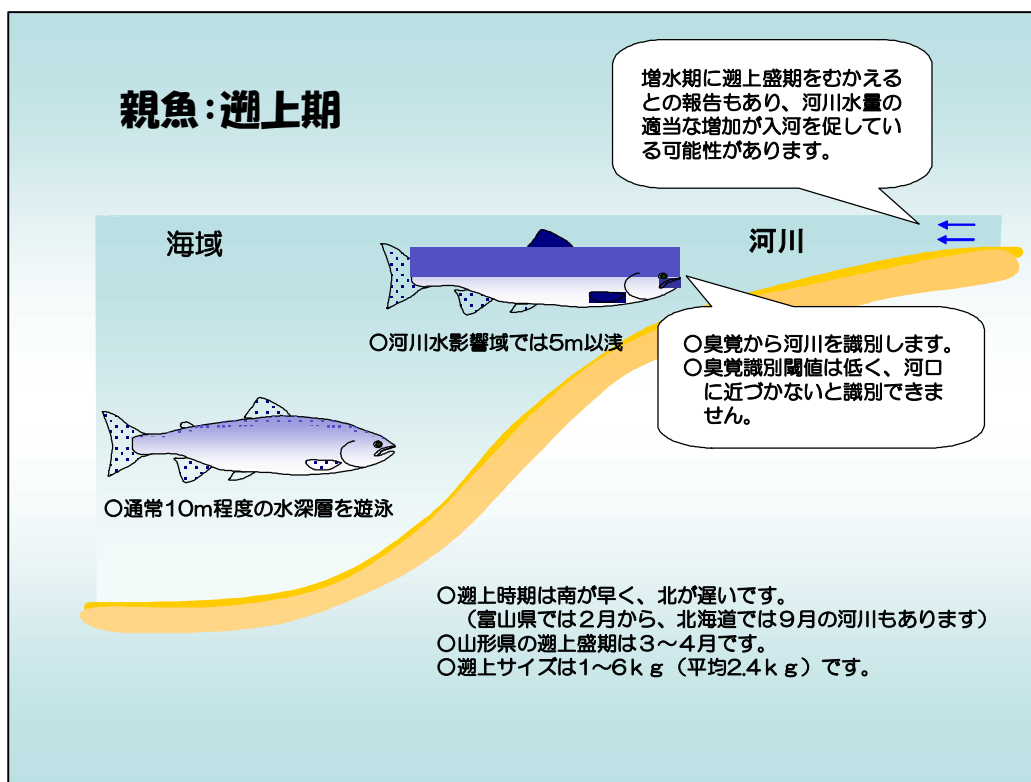 親魚：遡上期
増水期に遡上盛期をむかえる
との報告もあり、河川水量の
適当な増加が入河を促してい
る可能性があります。
海域
河川
○河川水影響域では5m以浅
○臭覚から河川を識別します。
○臭覚識別閾値は低く、河口
に近づかないと識別できま
せん。
○通常10m程度の水深層を遊泳
○遡上時期は南が早く、北が遅いです。
（富山県では２月から、北海道では９月の河川もあります）
○山形県の遡上盛期は３～４月です。
○遡上サイズは1～6ｋｇ（平均2.4ｋｇ）です。